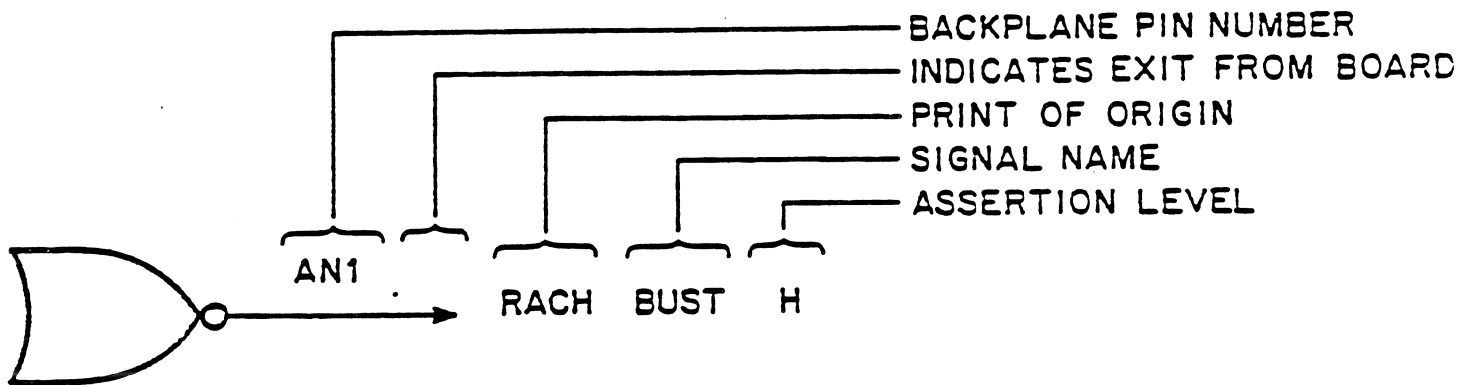 BACKPLANE PIN NUMBER
INDICATES EXIT FROM BOARD
PRINT OF ORIGIN
SIGNAL NAME
ASSERTION LEVEL
AN1
RACH BUST H